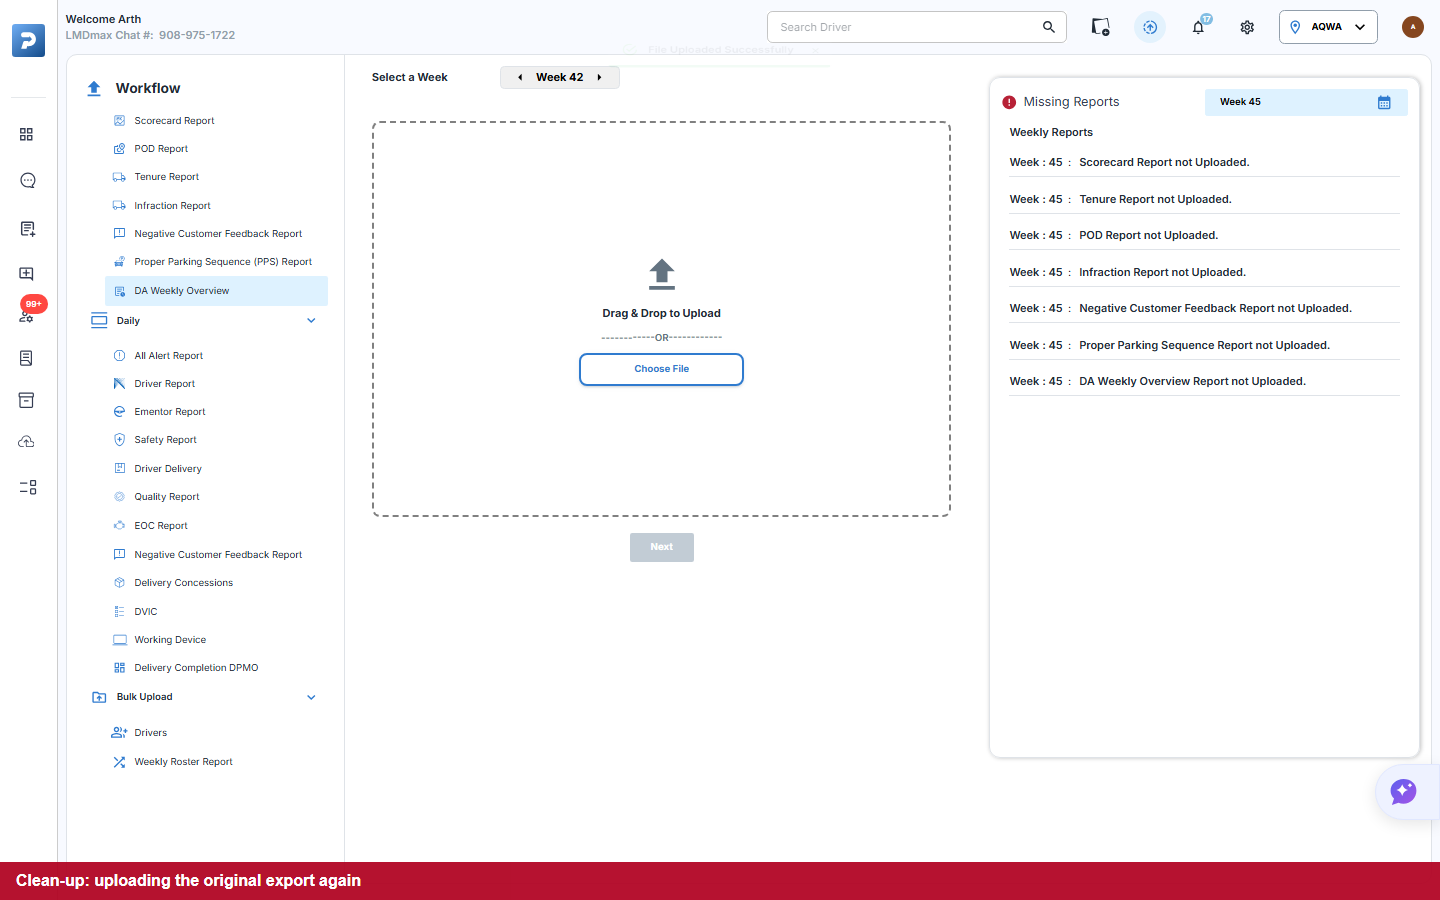 Welcome Arth
LMDmax Chat #: 908-975-1722
Search Driver
17
AQWA
A
File Uploaded Successfully
Workflow
Scorecard Report
POD Report
Tenure Report
Infraction Report
Negative Customer Feedback Report
Proper Parking Sequence (PPS) Report
DA Weekly Overview
99+
Daily
All Alert Report
Driver Report
Ementor Report
Safety Report
Driver Delivery
Quality Report
EOC Report
Negative Customer Feedback Report
Delivery Concessions
DVIC
Working Device
Delivery Completion DPMO
Bulk Upload
Drivers
Weekly Roster Report
Select a Week
Week 42
Drag & Drop to Upload
------------OR------------
Choose File
Next
Missing Reports
Week 45
Weekly Reports
Week : 45 : Scorecard Report not Uploaded.
Week : 45 : Tenure Report not Uploaded.
Week : 45 : POD Report not Uploaded.
Week : 45 : Infraction Report not Uploaded.
Week : 45 : Negative Customer Feedback Report not Uploaded.
Week : 45 : Proper Parking Sequence Report not Uploaded.
Week : 45 : DA Weekly Overview Report not Uploaded.
Clean-up: uploading the original export again